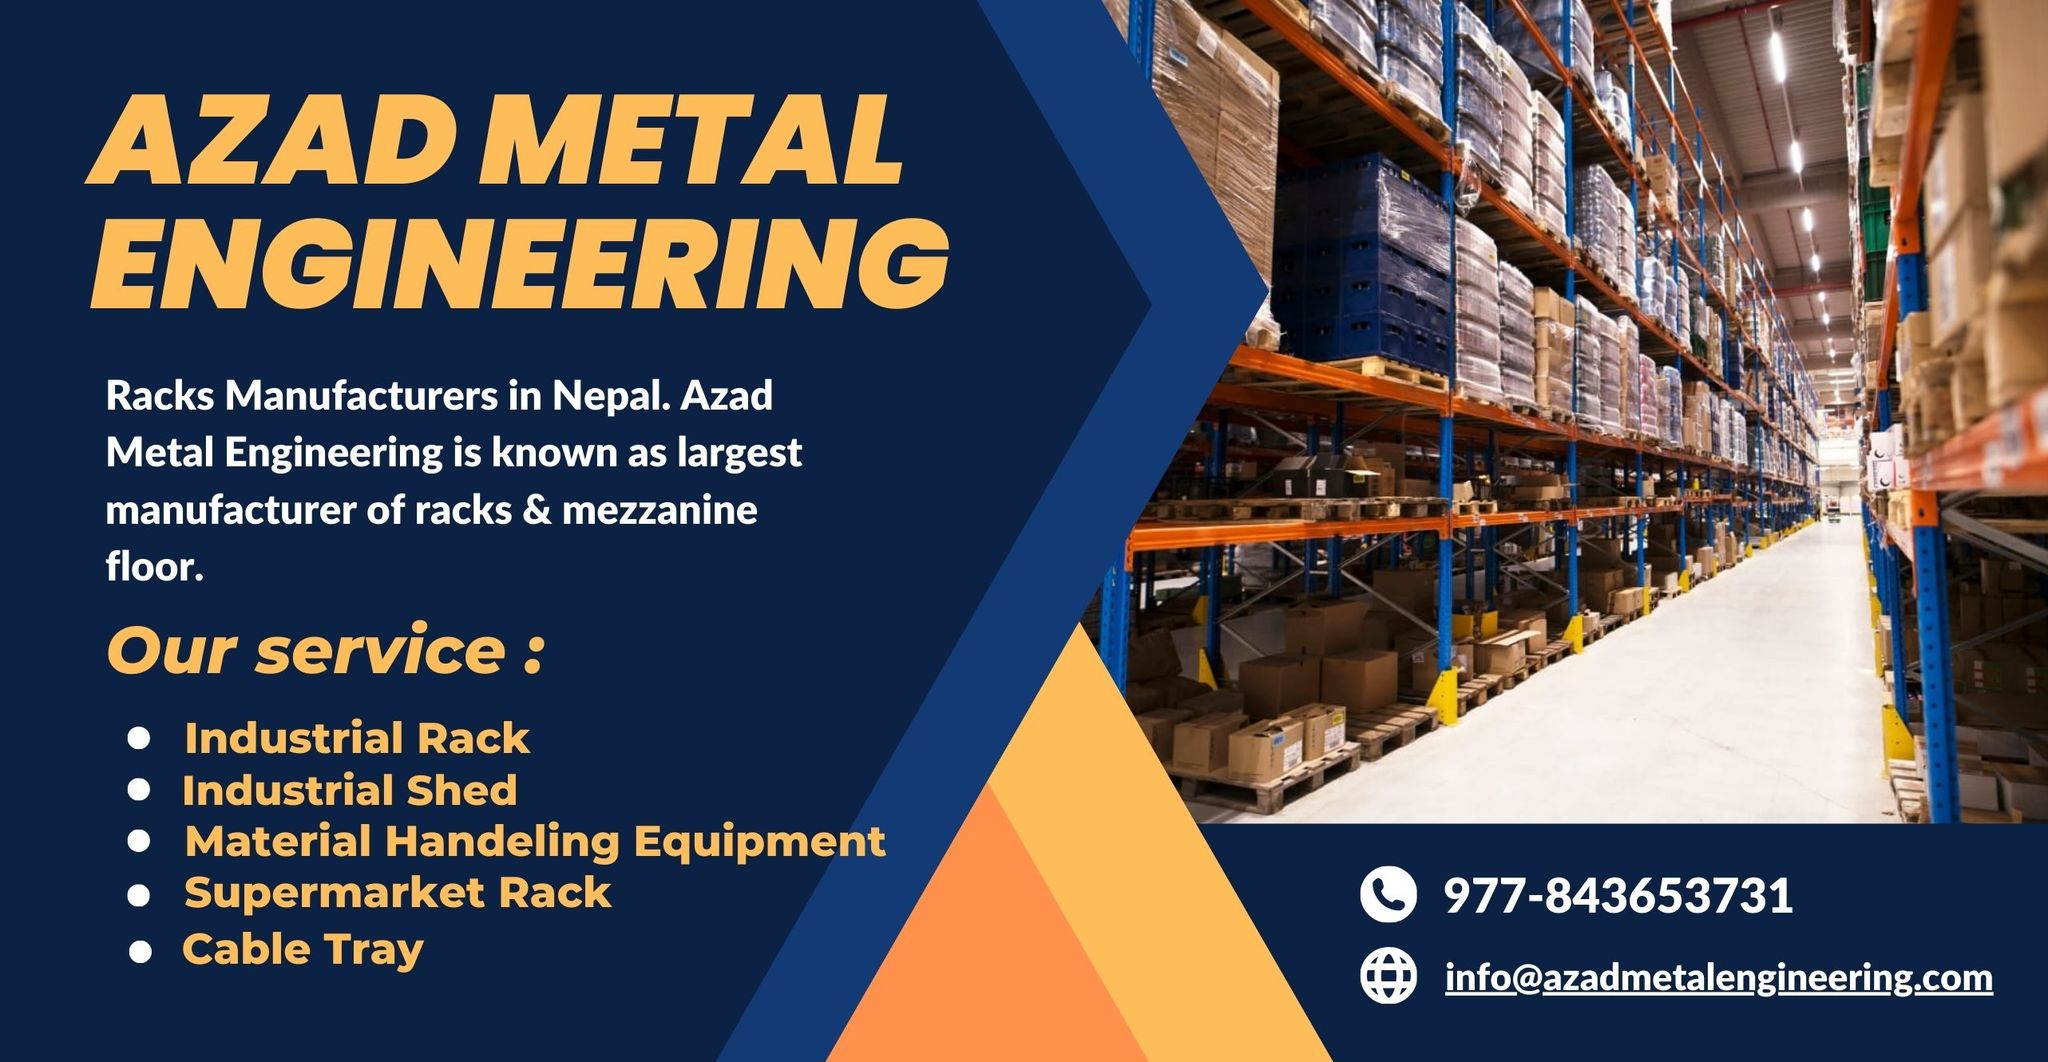 AZAD METAL
ENGINEERING
Racks Manufacturers in Nepal. Azad
Metal Engineering is known as largest
manufacturer of racks & mezzanine
floor.
Our service :
Industrial Rack
Industrial Shed
Material Handeling Equipment
Supermarket Rack
Cable Tray
977-843653731
info@azadmetalengineering.com